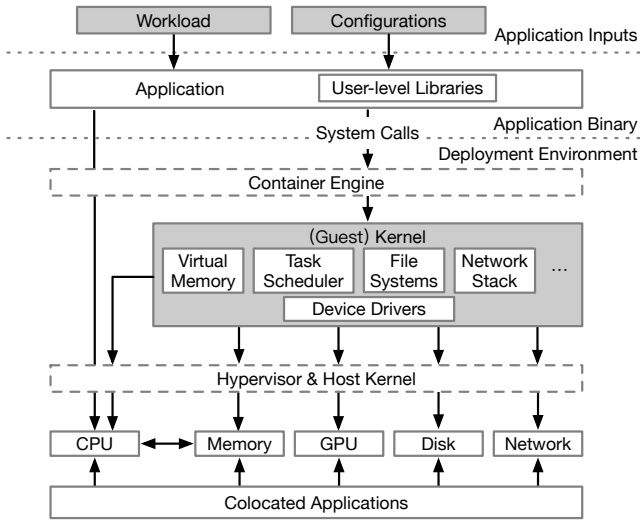 Workload
Configurations
Application Inputs
Application
User-level Libraries
Application Binary
System Calls
Deployment Environment
Container Engine
(Guest) Kernel
Virtual
Memory
Task
Scheduler
File
Systems
Network
Stack
...
Device Drivers
Hypervisor & Host Kernel
CPU
Memory
GPU
Disk
Network
Colocated Applications